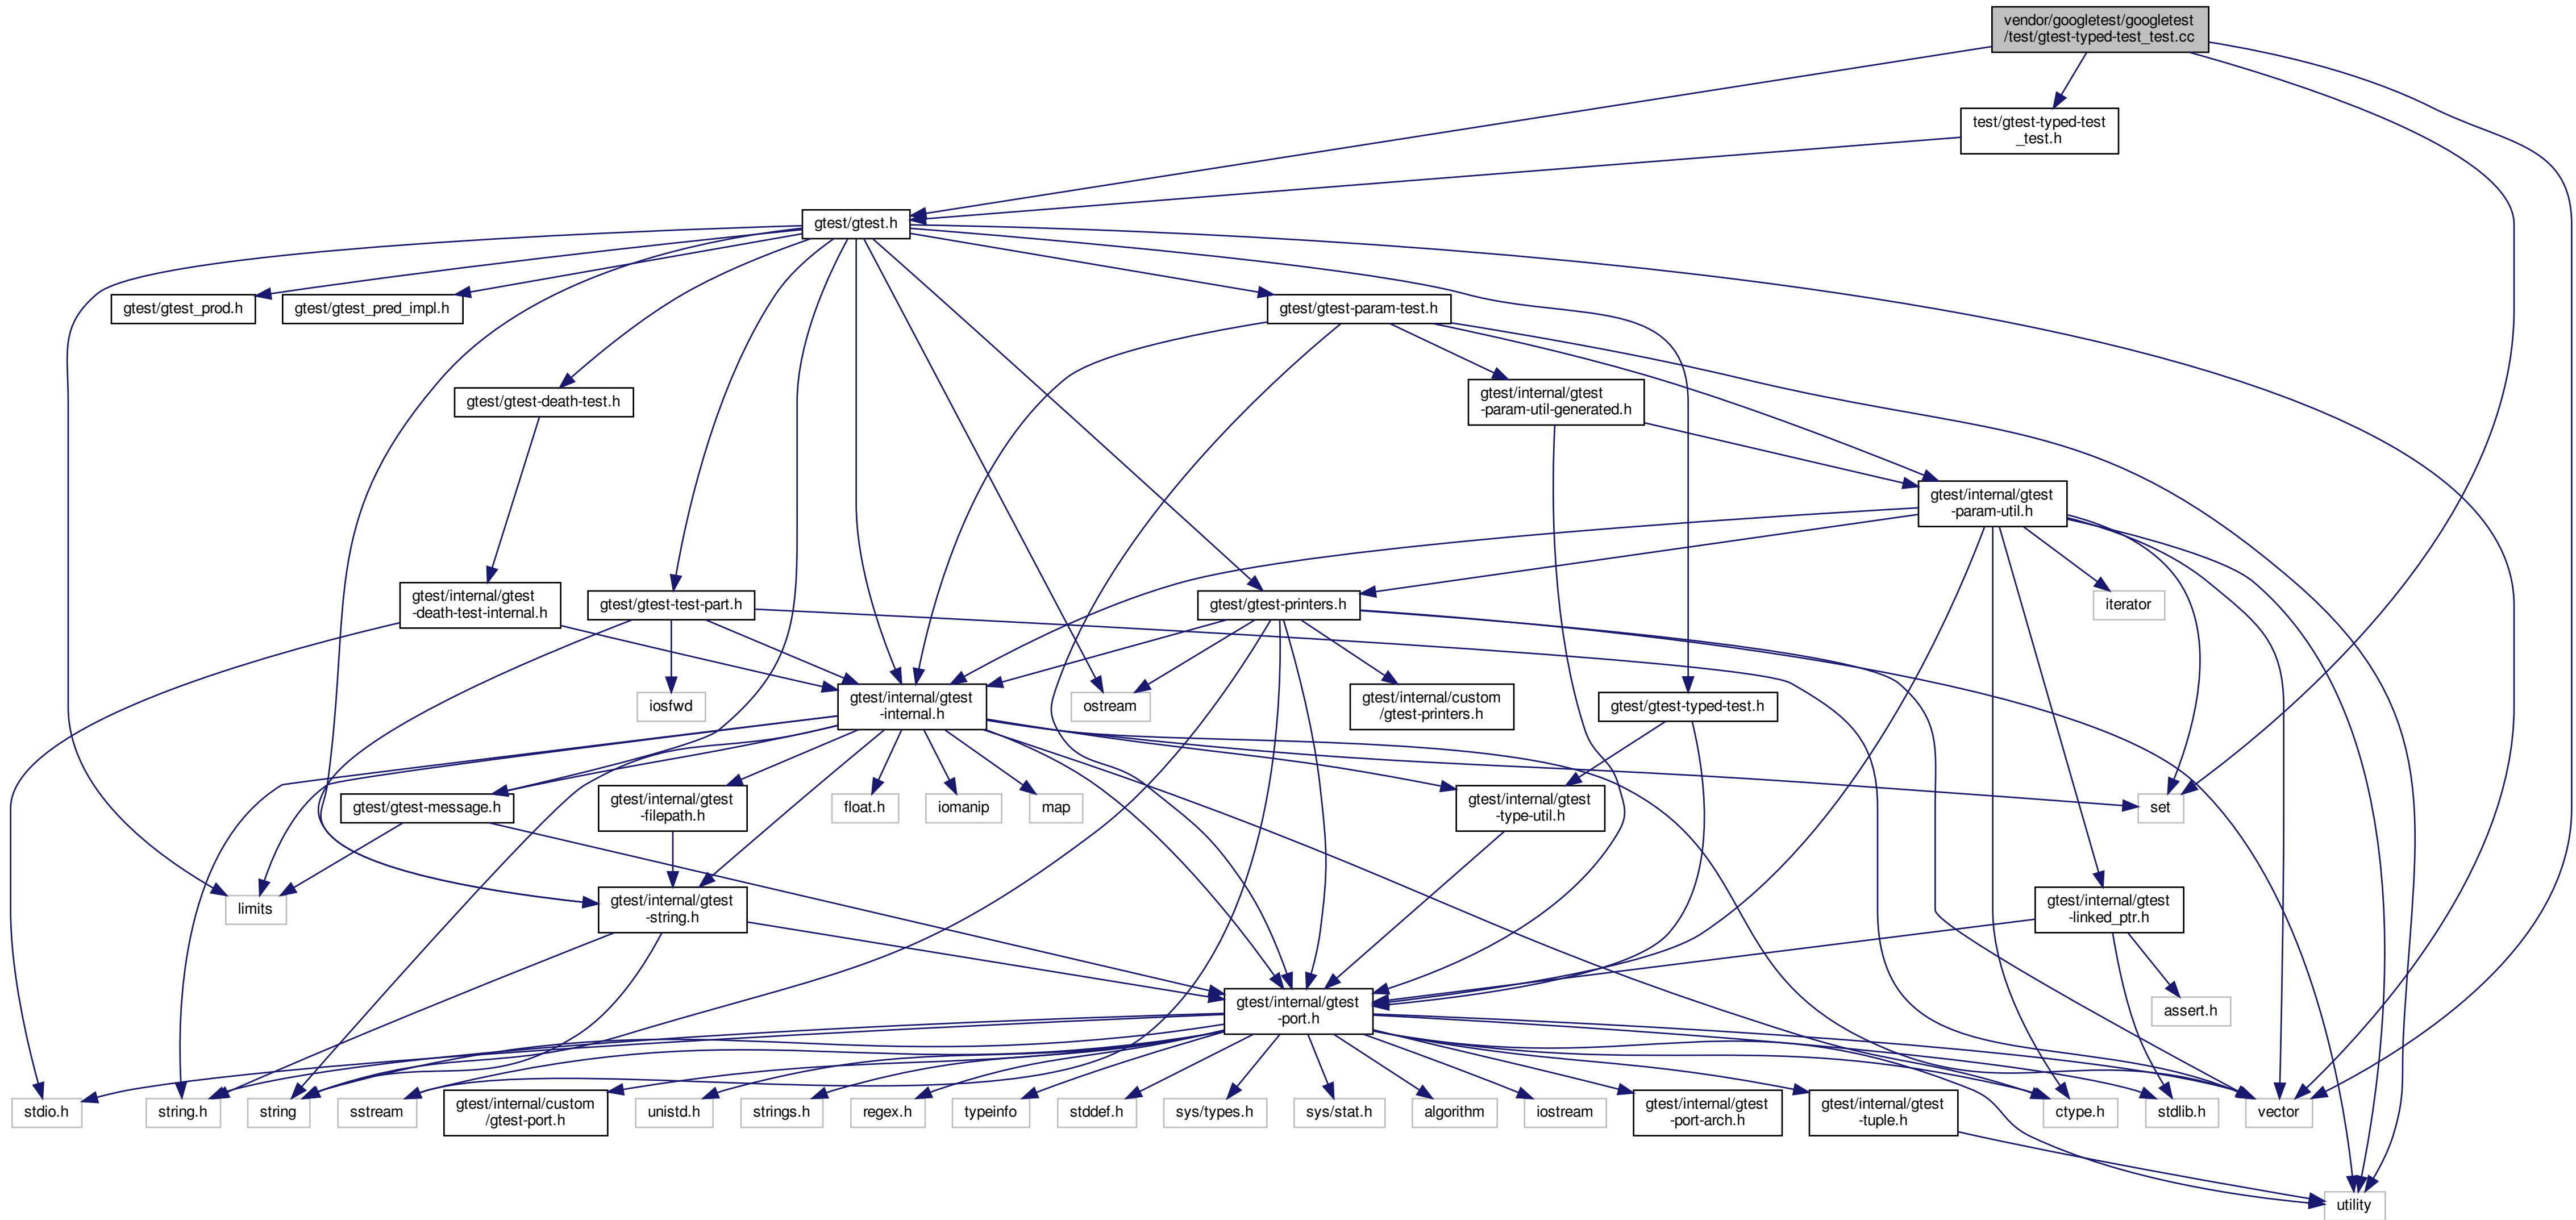 vendor/googletest/googletest
/test/gtest-typed-test_test.cc
test/gtest-typed-test
_test.h
gtest/gtest.h
gtest/gtest_prod.h
gtest/gtest_pred_impl.h
gtest/gtest-param-test.h
gtest/gtest-death-test.h
gtest/internal/gtest
-param-util-generated.h
gtest/internal/gtest
-param-util.h
gtest/internal/gtest
-death-test-internal.h
gtest/gtest-test-part.h
gtest/gtest-printers.h
iterator
iosfwd
gtest/internal/gtest
-internal.h
ostream
gtest/internal/custom
/gtest-printers.h
gtest/gtest-typed-test.h
gtest/gtest-message.h
gtest/internal/gtest
-filepath.h
float.h
iomanip
map
gtest/internal/gtest
-type-util.h
set
limits
gtest/internal/gtest
-string.h
gtest/internal/gtest
-linked_ptr.h
gtest/internal/gtest
-port.h
assert.h
stdio.h
string.h
string
sstream
gtest/internal/custom
/gtest-port.h
unistd.h
strings.h
regex.h
typeinfo
stddef.h
sys/types.h
sys/stat.h
algorithm
iostream
gtest/internal/gtest
-port-arch.h
gtest/internal/gtest
-tuple.h
ctype.h
stdlib.h
vector
utility